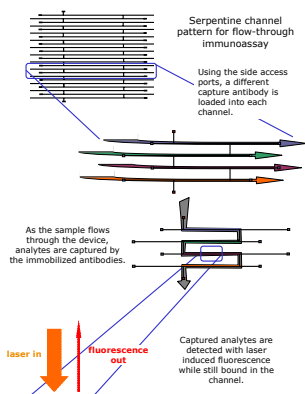 Serpentine channel
pattern for flow-through
immunoassay
Using the side access
ports, a different
capture antibody is
loaded into each
channel.
As the sample flows
through the device,
analytes are captured by
the immobilized antibodies.
laser in
fluorescence
out
Captured analytes are
detected with laser
induced fluorescence
while still bound in the
channel.